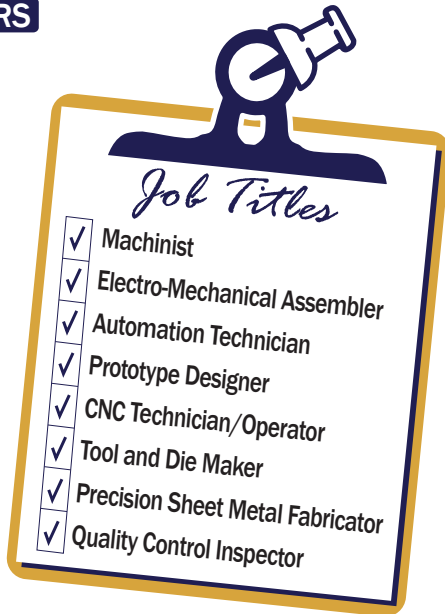 RS
Job Titles
Machinist
Electro-Mechanical Assembler
Automation Technician
Prototype Designer
CNC Technician/Operator
Tool and Die Maker
Precision Sheet Metal Fabricator
Quality Control Inspector